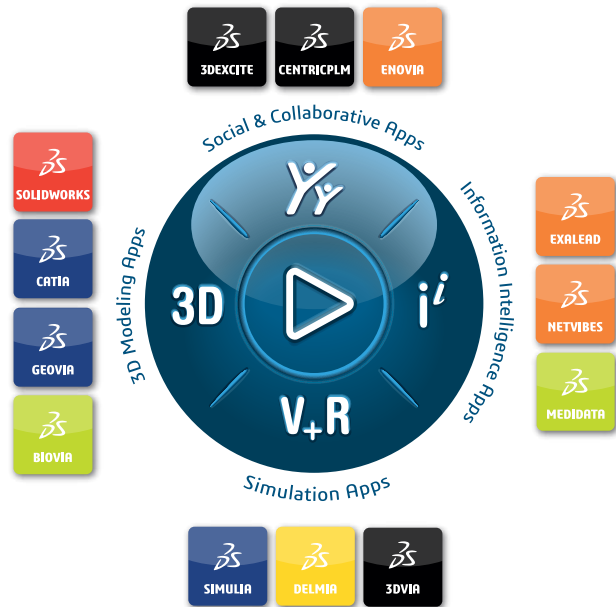 3DEXCITE
CENTRICPLM
ENOVIA
Social & Collaborative Apps
SOLIDWORKS
CATIA
GEOVIA
BIOVIA
3D Modeling Apps
3D
i i
V+R
Information Intelligence Apps
EXALEAD
NETVIBES
MEDIDATA
Simulation Apps
SIMULIA
DELMIA
3DVIA